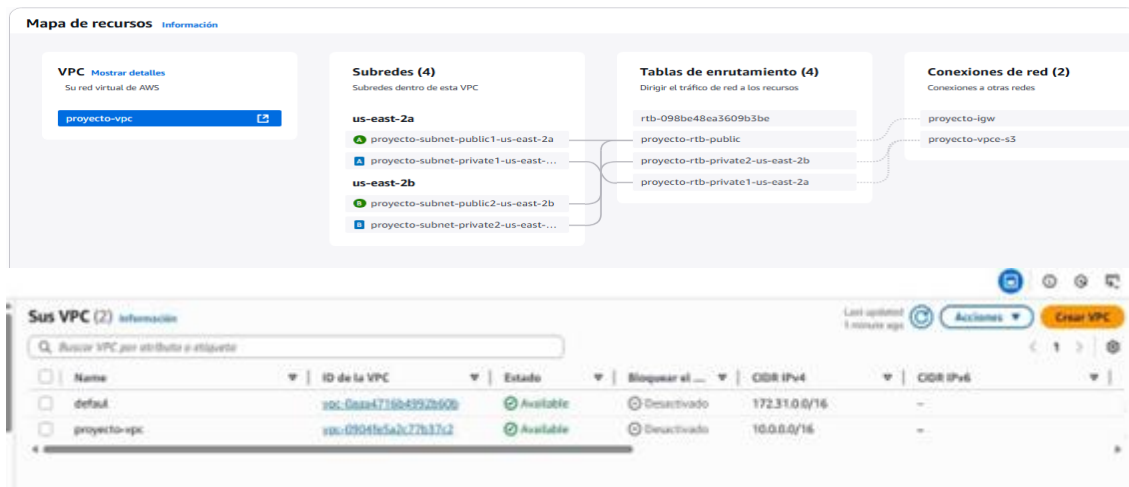 Mapa de recursos Información
VPC Mostrar detalles
Su red virtual de AWS
proyecto-vpc
Subredes (4)
Subredes dentro de esta VPC
us-east-2a
A proyecto-subnet-public1-us-east-2a
A proyecto-subnet-private1-us-east-...
us-east-2b
B proyecto-subnet-public2-us-east-2b
B proyecto-subnet-private2-us-east-...
Tablas de enrutamiento (4)
Dirigir el tráfico de red a los recursos
rtb-098be48ea3609b3be
proyecto-rtb-public
proyecto-rtb-private2-us-east-2b
proyecto-rtb-private1-us-east-2a
Conexiones de red (2)
Conexiones a otras redes
proyecto-igw
proyecto-vpce-s3
Sus VPC (2) Información
Last updated
1 minute ago
Acciones
Crear VPC
Buscar VPC por atributo o etiqueta
1
Name ID de la VPC Estado Bloquear el ... CIDR IPv4 CIDR IPv6
defaul Available Desactivado 172.31.0.0/16 –
proyecto-vpc Available Desactivado 10.0.0.0/16 –